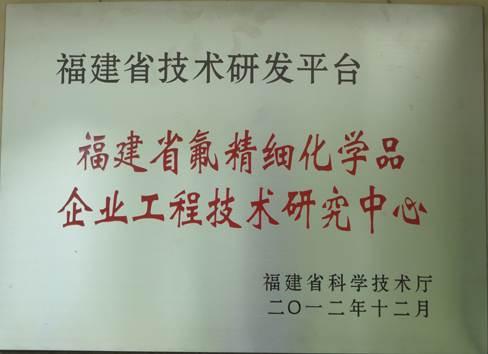 福建省技术研发平台
福建省氟精细化学品
企业工程技术研究中心
福建省科学技术厅
二〇一二年十二月